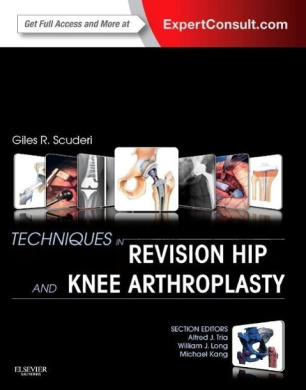 Get Full Access and More at
ExpertConsult.com
Giles R. Scuderi
TECHNIQUES IN
REVISION HIP
AND KNEE ARTHROPLASTY
SECTION EDITORS
Alfred J. Tria
William J. Long
Michael Kang
ELSEVIER
SAUNDERS